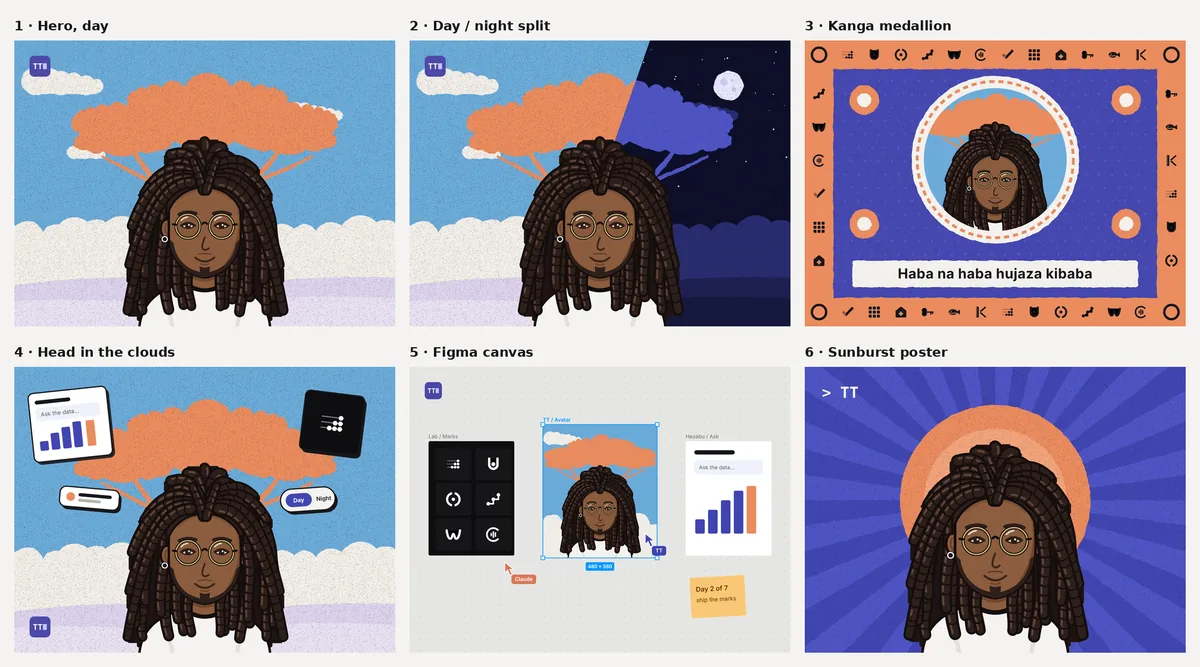 1 · Hero, day
2 · Day / night split
3 · Kanga medallion
TT
TT
Haba na haba hujaza kibaba
4 · Head in the clouds
5 · Figma canvas
6 · Sunburst poster
Ask the data...
Day Night
TT
TT
TT / Avatar
Lab / Marks
Hesabu / Ask
Ask the data...
TT
480 × 560
Claude
Day 2 of 7
ship the marks
> TT